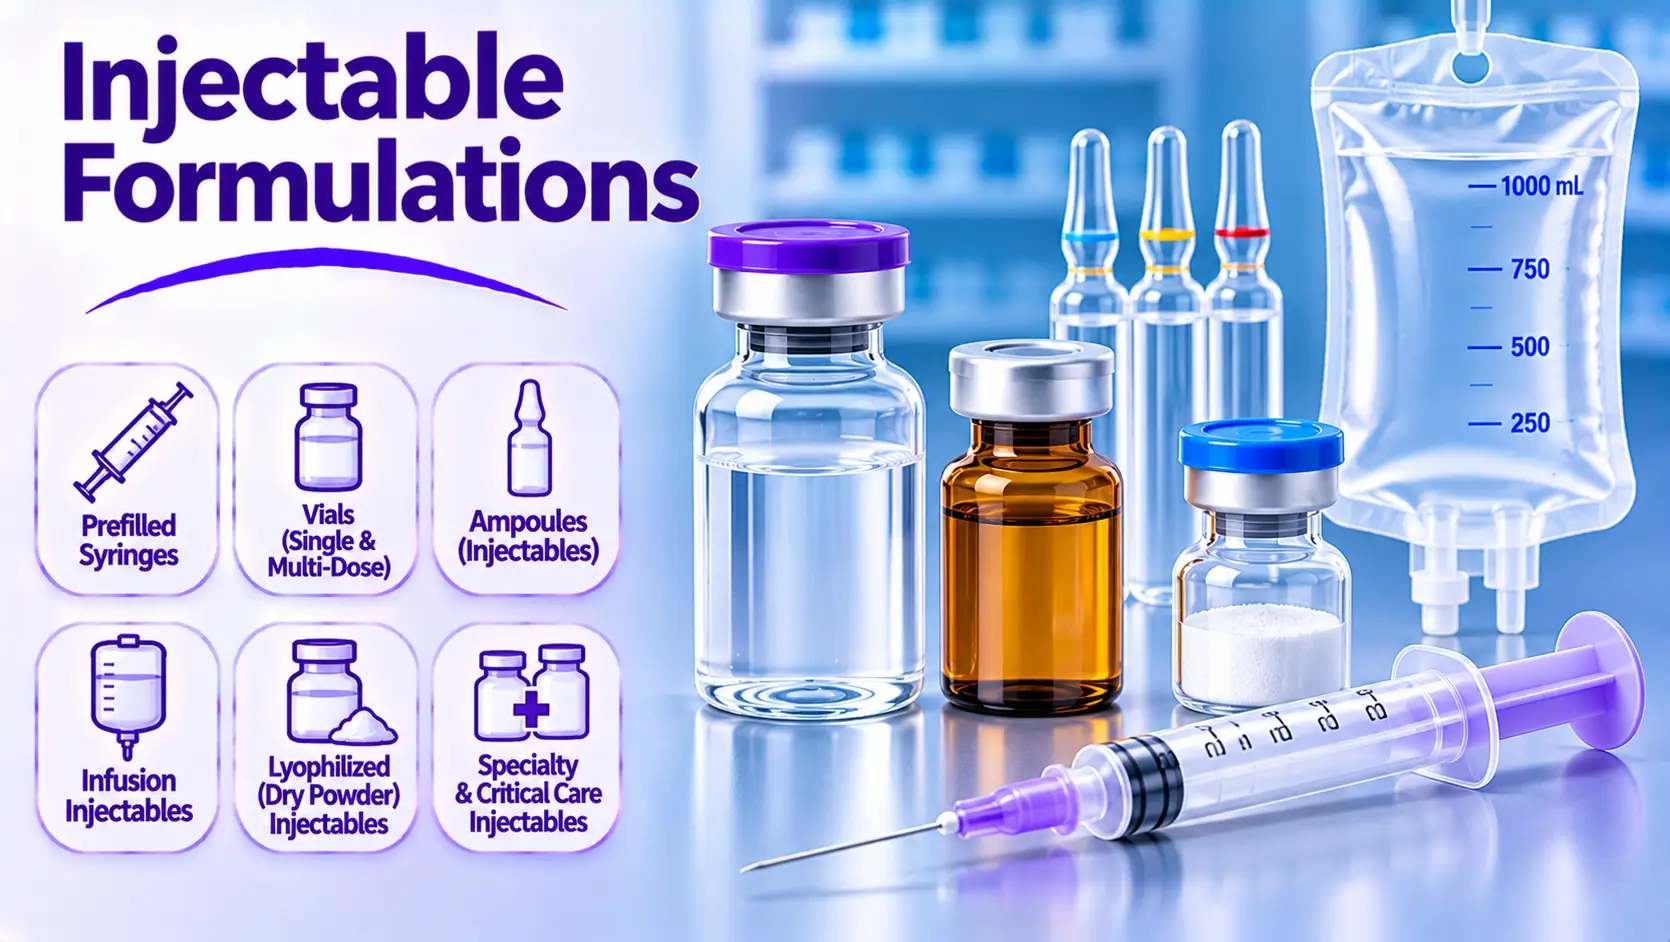 Injectable
Formulations
Prefilled
Syringes
Vials
(Single &
Multi-Dose)
Ampoules
(Injectables)
Infusion
Injectables
Lyophilized
(Dry Powder)
Injectables
Specialty
& Critical Care
Injectables
1000 mL
750
500
250